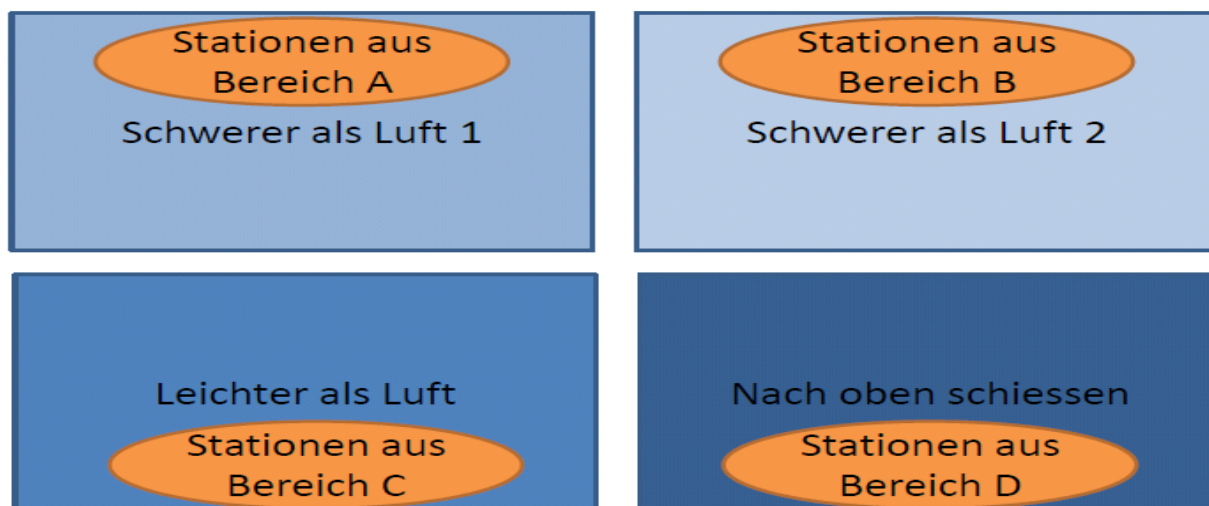 Stationen aus
Bereich A
Schwerer als Luft 1
Stationen aus
Bereich B
Schwerer als Luft 2
Leichter als Luft
Stationen aus
Bereich C
Nach oben schiessen
Stationen aus
Bereich D